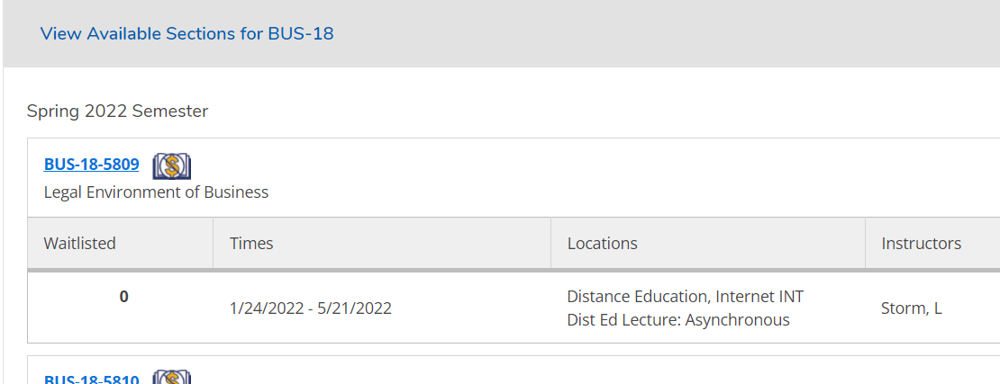 View Available Sections for BUS-18
Spring 2022 Semester
BUS-18-5809
Legal Environment of Business
Waitlisted Times Locations Instructors
0 1/24/2022 - 5/21/2022 Distance Education, Internet INT Storm, L
Dist Ed Lecture: Asynchronous
BUS-18-5810